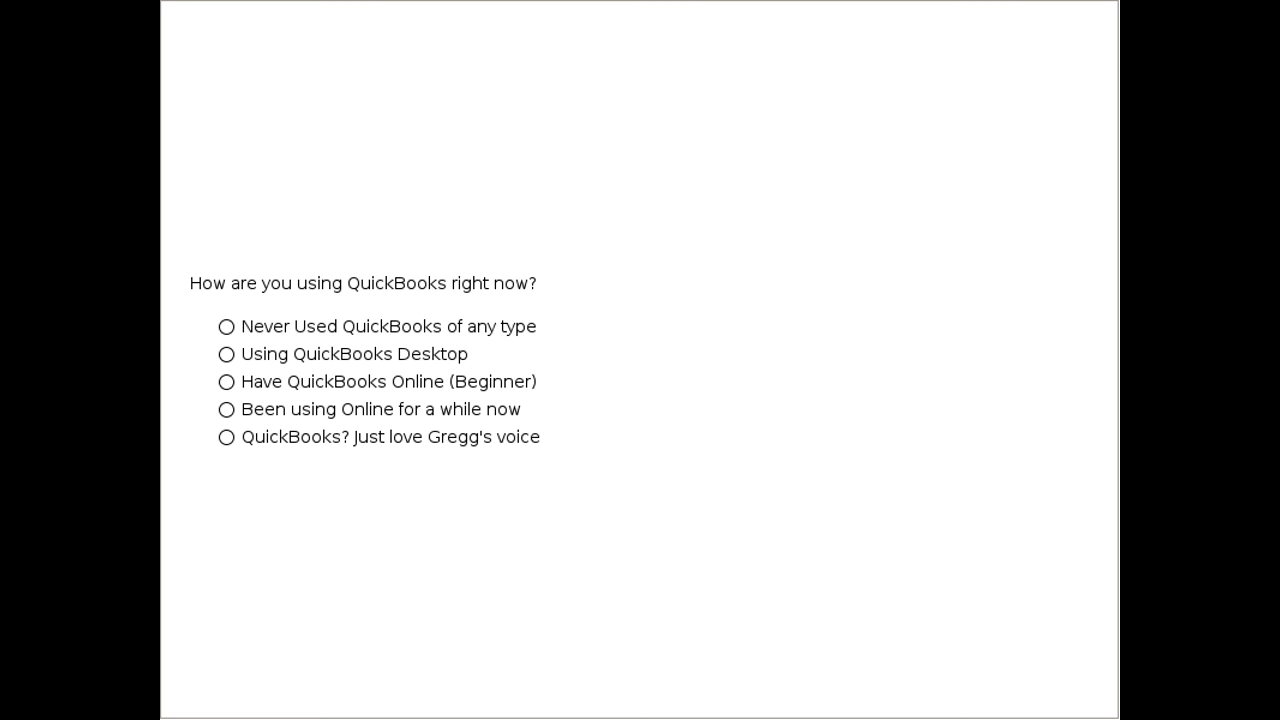 How are you using QuickBooks right now?
Never Used QuickBooks of any type
Using QuickBooks Desktop
Have QuickBooks Online (Beginner)
Been using Online for a while now
QuickBooks? Just love Gregg's voice